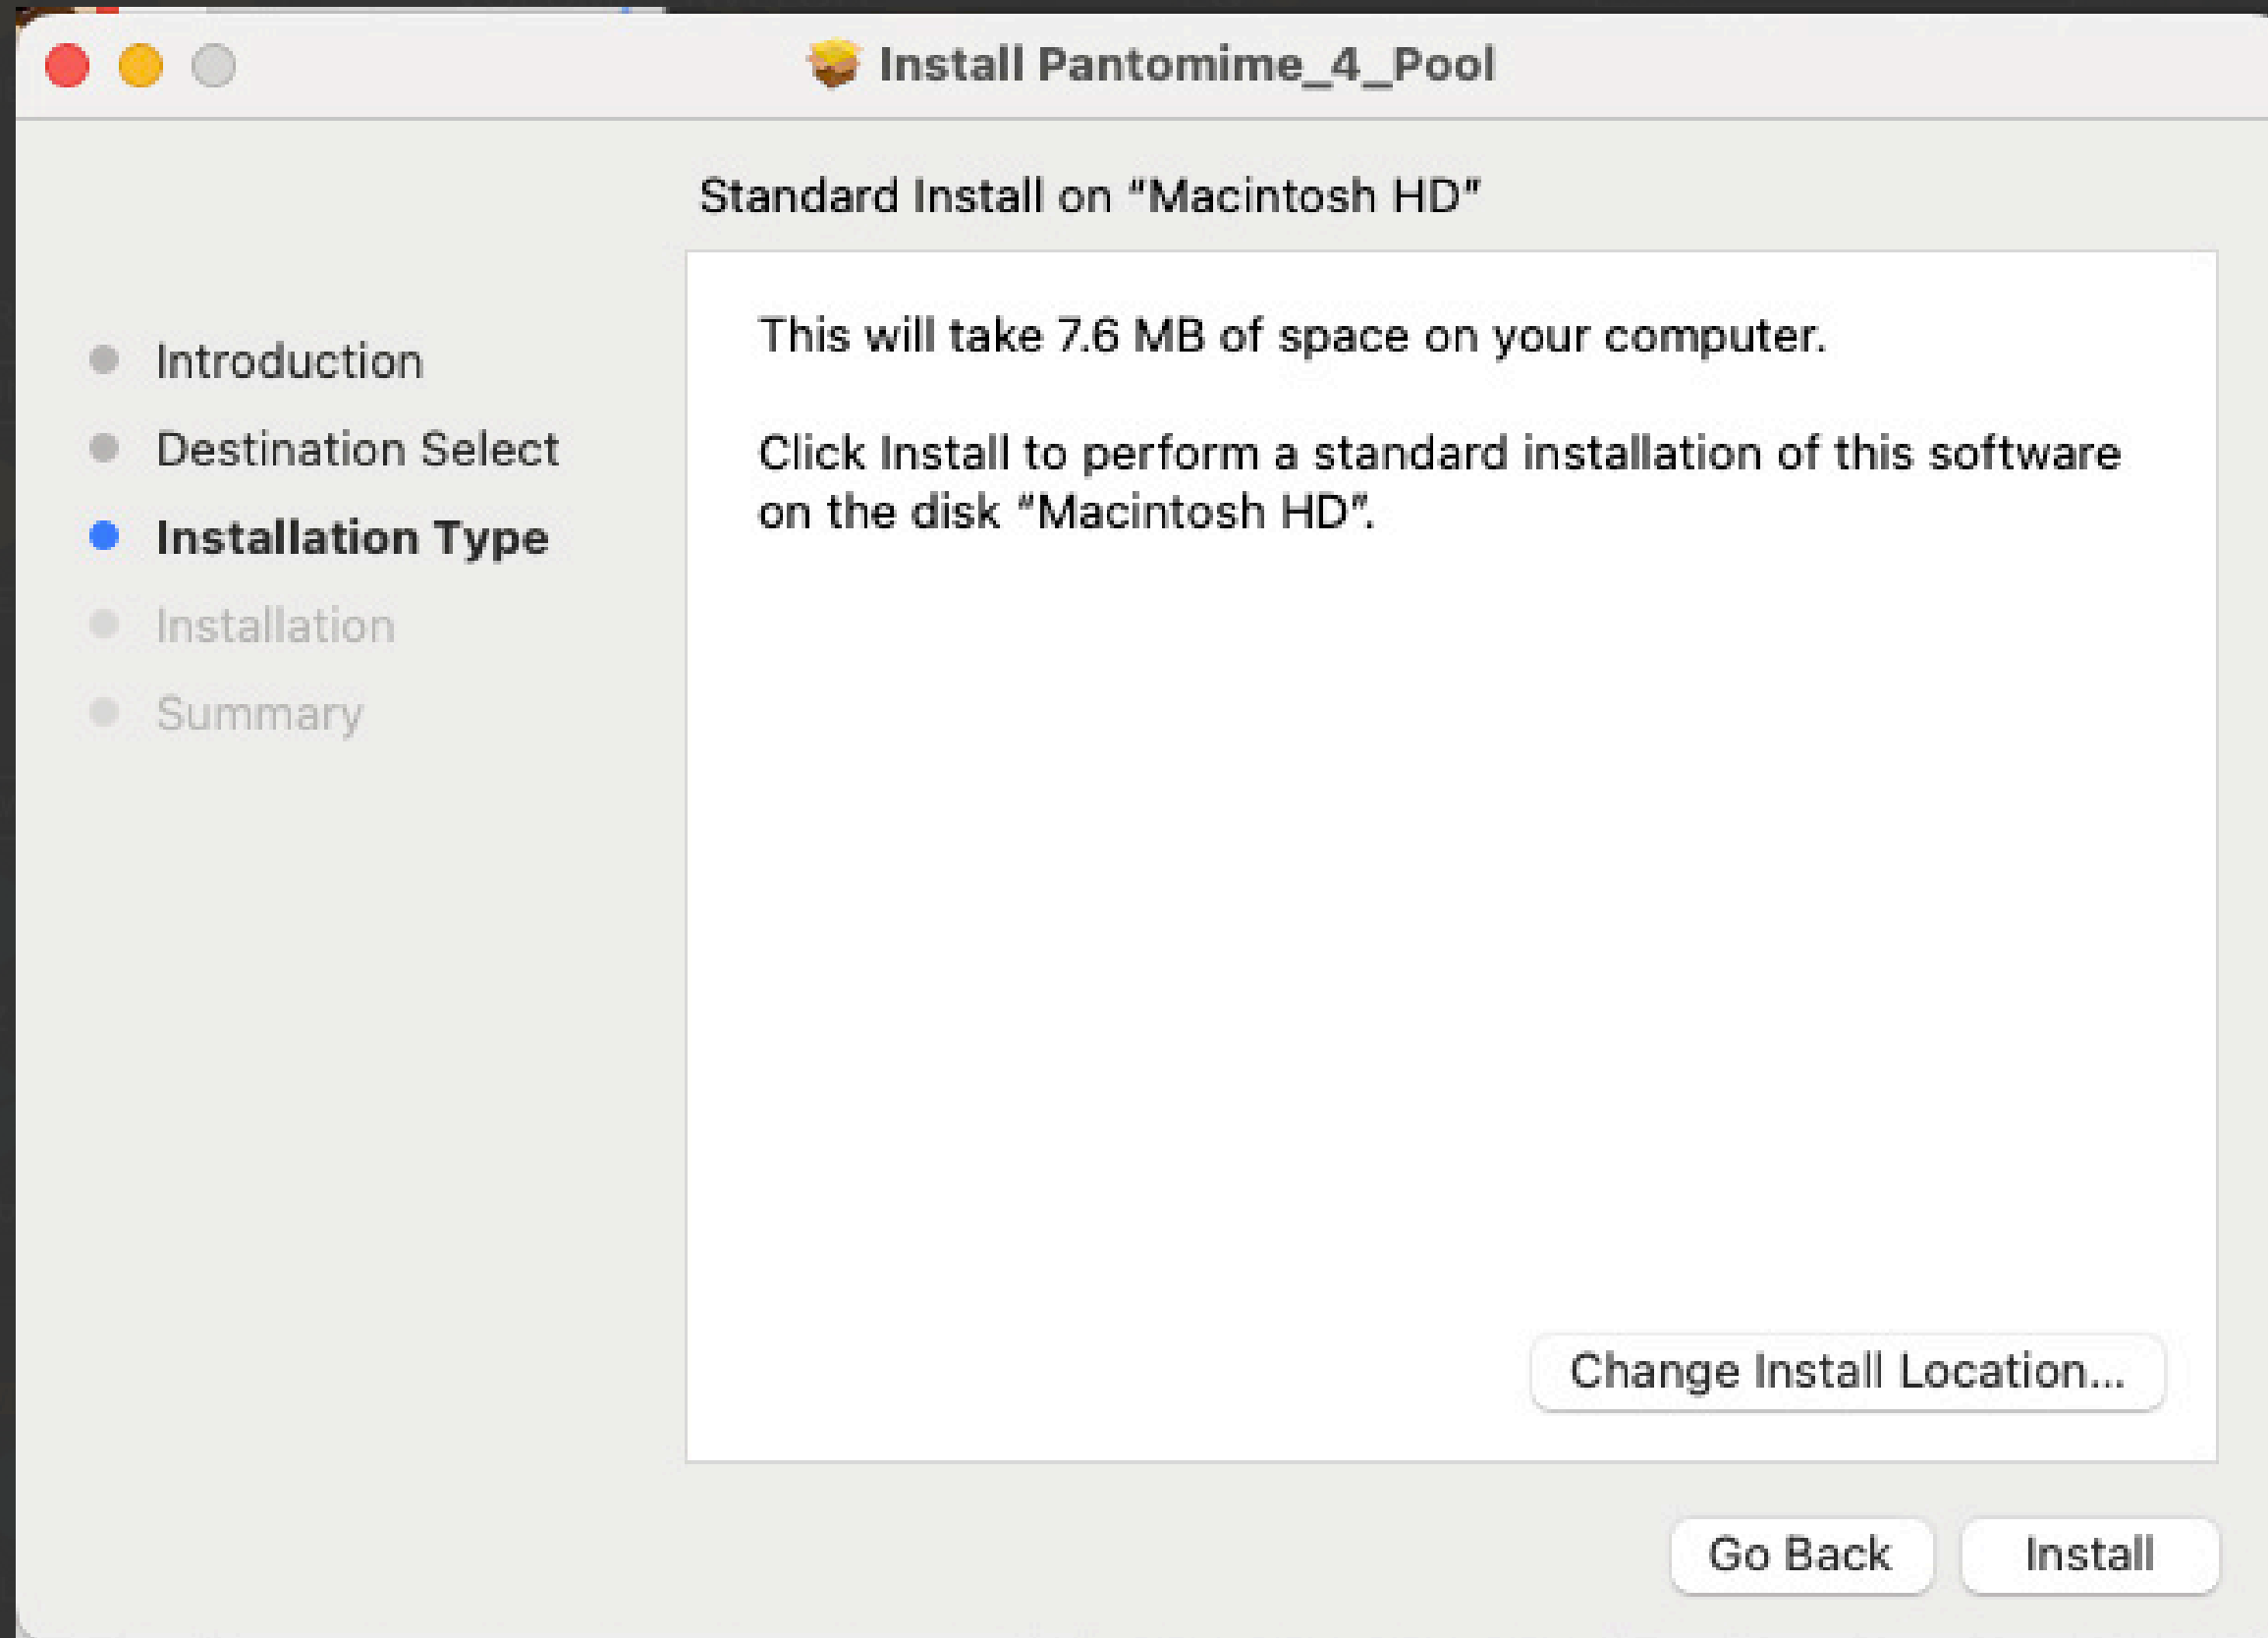 Install Pantomime_4_Pool
Standard Install on “Macintosh HD”
Introduction
Destination Select
Installation Type
Installation
Summary
This will take 7.6 MB of space on your computer.
Click Install to perform a standard installation of this software
on the disk “Macintosh HD”.
Change Install Location...
Go Back
Install